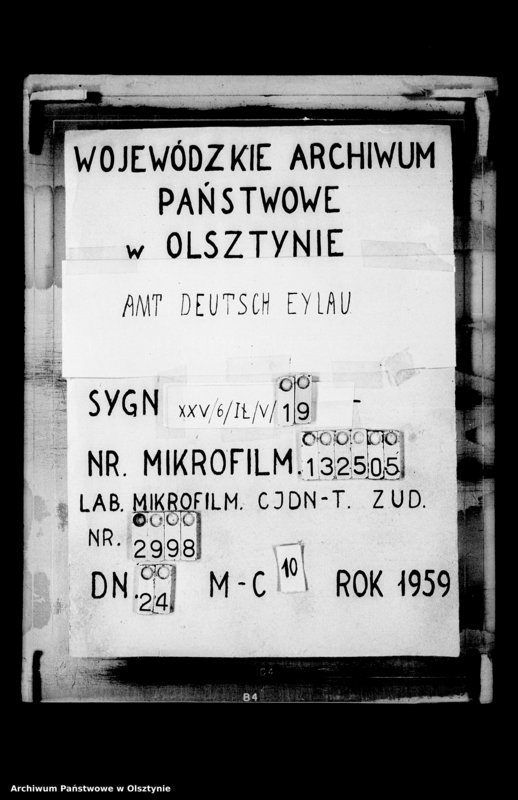 WOJEWÓDZKIE ARCHIWUM
PAŃSTWOWE
w OLSZTYNIE
AMT DEUTSCH EYLAU
SYGN XXV/6/IŁ/V/19 -
NR. MIKROFILM. 132505
LAB. MIKROFILM. CJDN-T. ZUD.
NR. 2998
DN. 24 M-C 10 ROK 1959
84
Archiwum Państwowe w Olsztynie